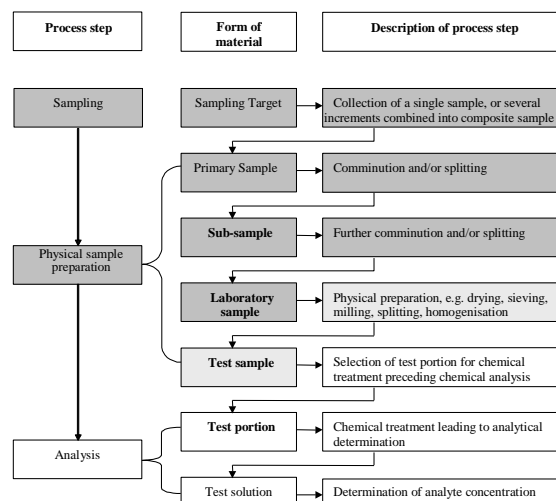 Process step
Form of
material
Description of process step
Sampling
Sampling Target
Collection of a single sample, or several
increments combined into composite sample
Primary Sample
Comminution and/or splitting
Sub-sample
Further comminution and/or splitting
Physical sample
preparation
Laboratory
sample
Physical preparation, e.g. drying, sieving,
milling, splitting, homogenisation
Test sample
Selection of test portion for chemical
treatment preceding chemical analysis
Test portion
Chemical treatment leading to analytical
determination
Analysis
Test solution
Determination of analyte concentration